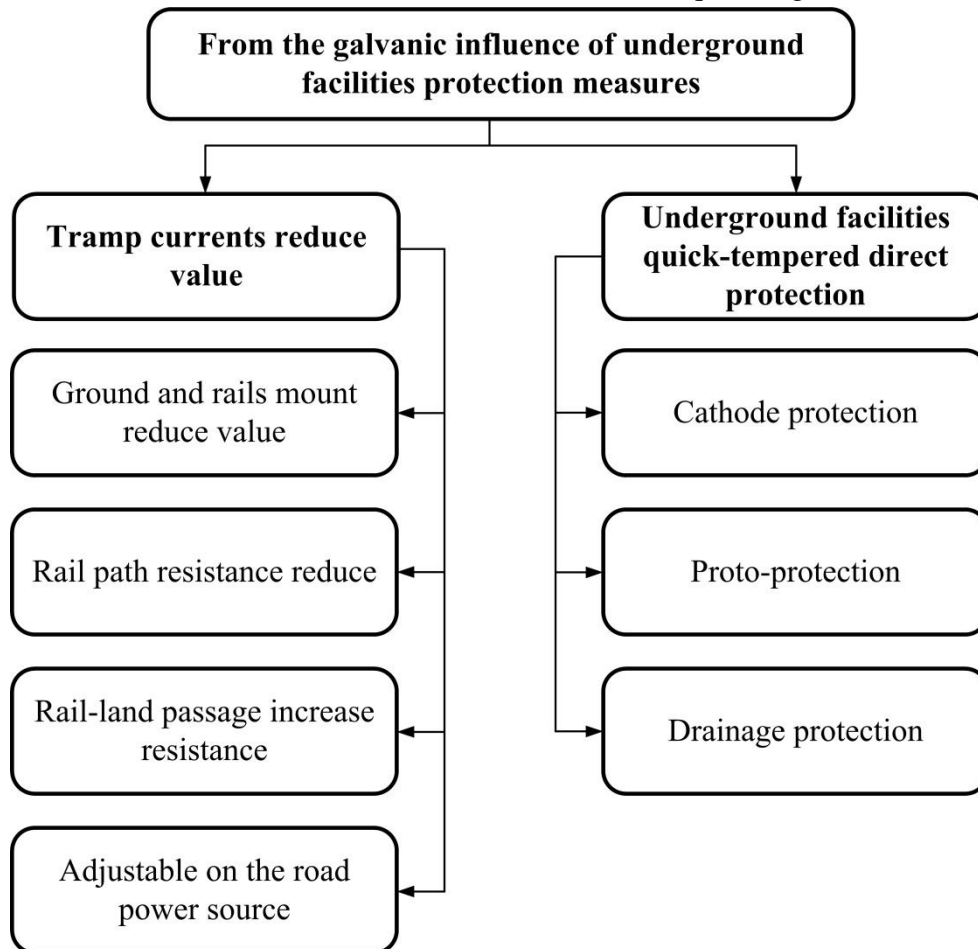 From the galvanic influence of underground
facilities protection measures
Tramp currents reduce
value
Ground and rails mount
reduce value
Rail path resistance reduce
Rail-land passage increase
resistance
Adjustable on the road
power source
Underground facilities
quick-tempered direct
protection
Cathode protection
Proto-protection
Drainage protection